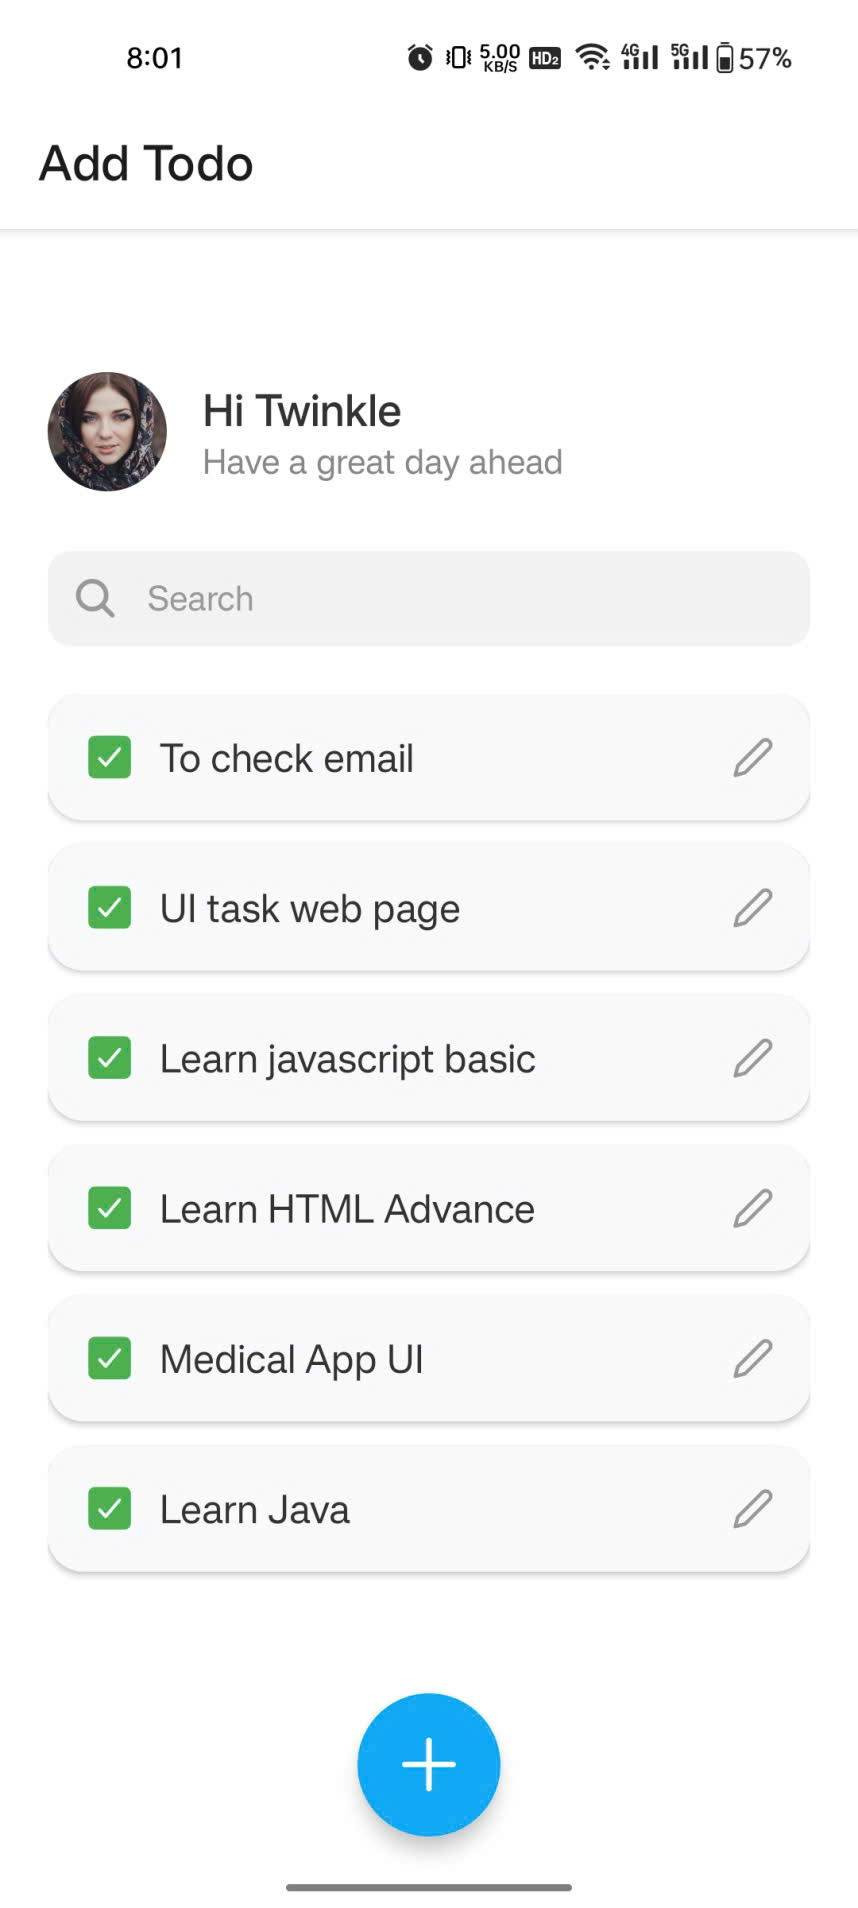 8:01 5.00 KB/S HD2 4G 5G 57%
Add Todo
Hi Twinkle
Have a great day ahead
Search
To check email
UI task web page
Learn javascript basic
Learn HTML Advance
Medical App UI
Learn Java